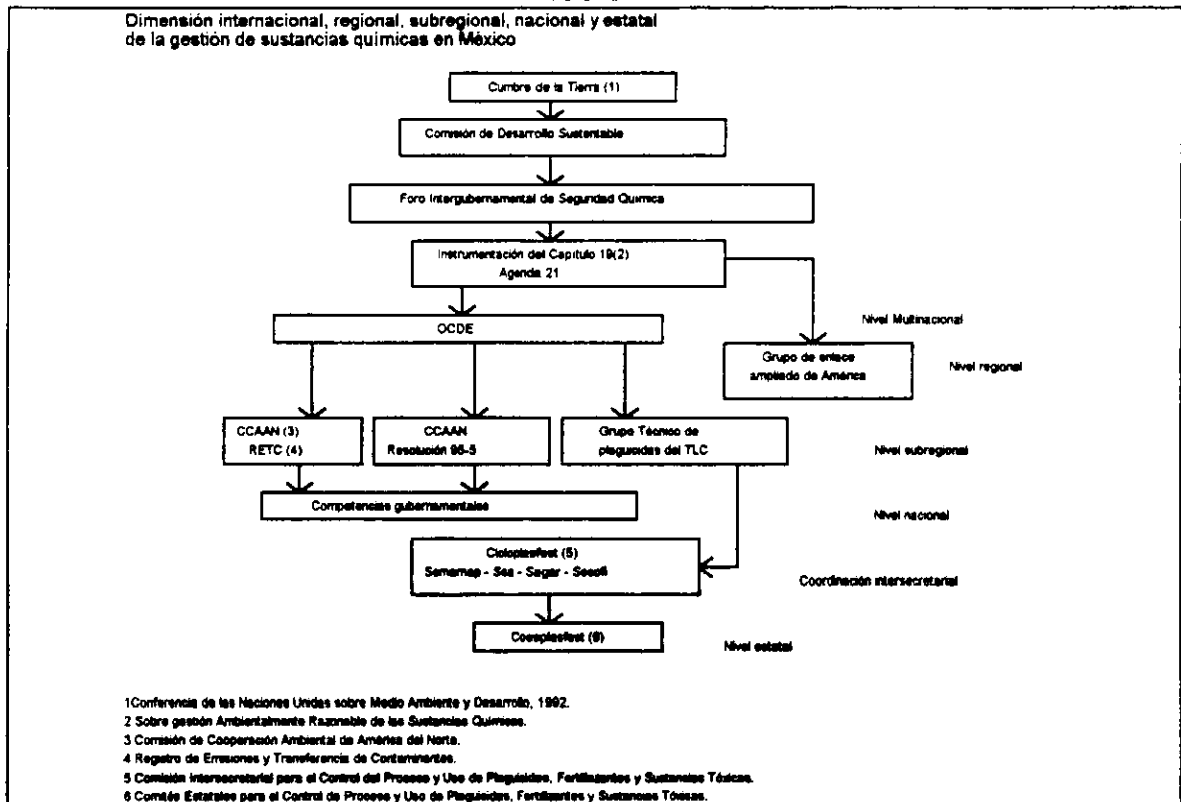 Dimensión internacional, regional, subregional, nacional y estatal
de la gestión de sustancias químicas en México
Cumbre de la Tierra (1)
Comisión de Desarrollo Sustentable
Foro Intergubernamental de Seguridad Química
Instrumentación del Capítulo 19(2)
Agenda 21
OCDE
Nivel Multinacional
Grupo de enlace
ampliado de América
Nivel regional
CCAAN (3)
RETC (4)
CCAAN
Resolución 95-5
Grupo Técnico de
plaguicidas del TLC
Nivel subregional
Competencias gubernamentales
Nivel nacional
Cicloplasfest (5)
Semarnap - Ssa - Sagar - Secofi
Coordinación intersecretarial
Coesplasfest (6)
Nivel estatal
1Conferencia de las Naciones Unidas sobre Medio Ambiente y Desarrollo, 1992.
2 Sobre gestión Ambientalmente Razonable de las Sustancias Químicas.
3 Comisión de Cooperación Ambiental de América del Norte.
4 Registro de Emisiones y Transferencia de Contaminantes.
5 Comisión Intersecretarial para el Control del Proceso y Uso de Plaguicidas, Fertilizantes y Sustancias Tóxicas.
6 Comités Estatales para el Control de Proceso y Uso de Plaguicidas, Fertilizantes y Sustancias Tóxicas.